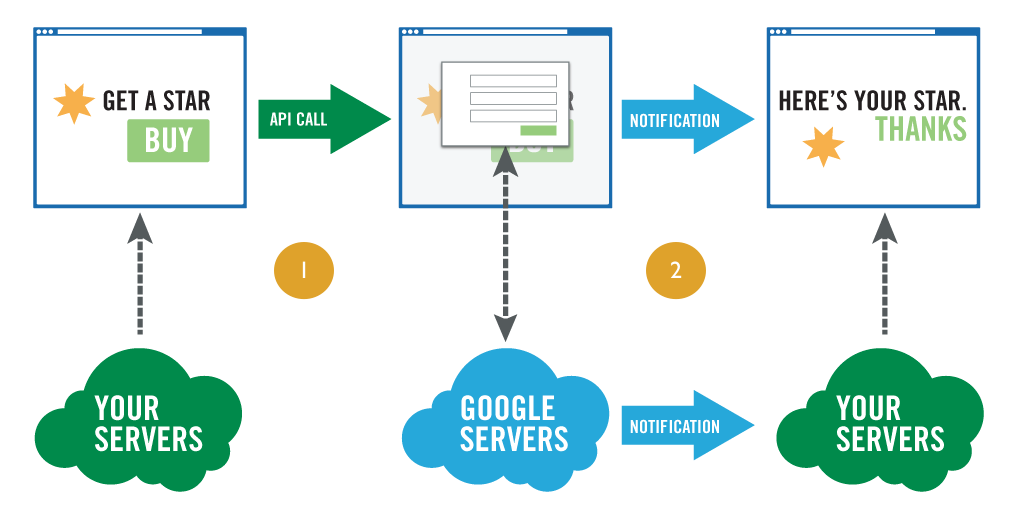 GET A STAR
BUY
API CALL
NOTIFICATION
HERE'S YOUR STAR.
THANKS
1
2
YOUR
SERVERS
GOOGLE
SERVERS
NOTIFICATION
YOUR
SERVERS